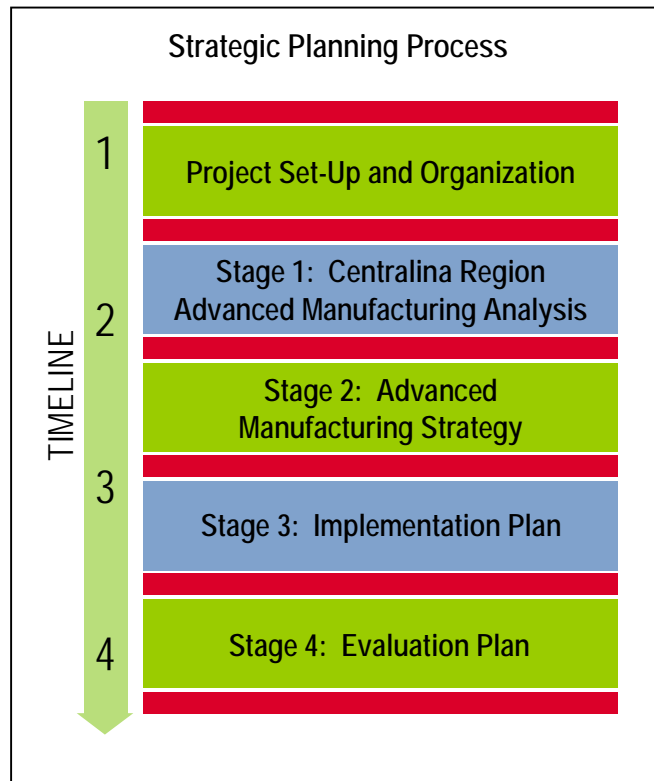 Strategic Planning Process
TIMELINE
1
Project Set-Up and Organization
Stage 1:  Centralina Region
Advanced Manufacturing Analysis
2
Stage 2:  Advanced
Manufacturing Strategy
3
Stage 3:  Implementation Plan
4
Stage 4:  Evaluation Plan